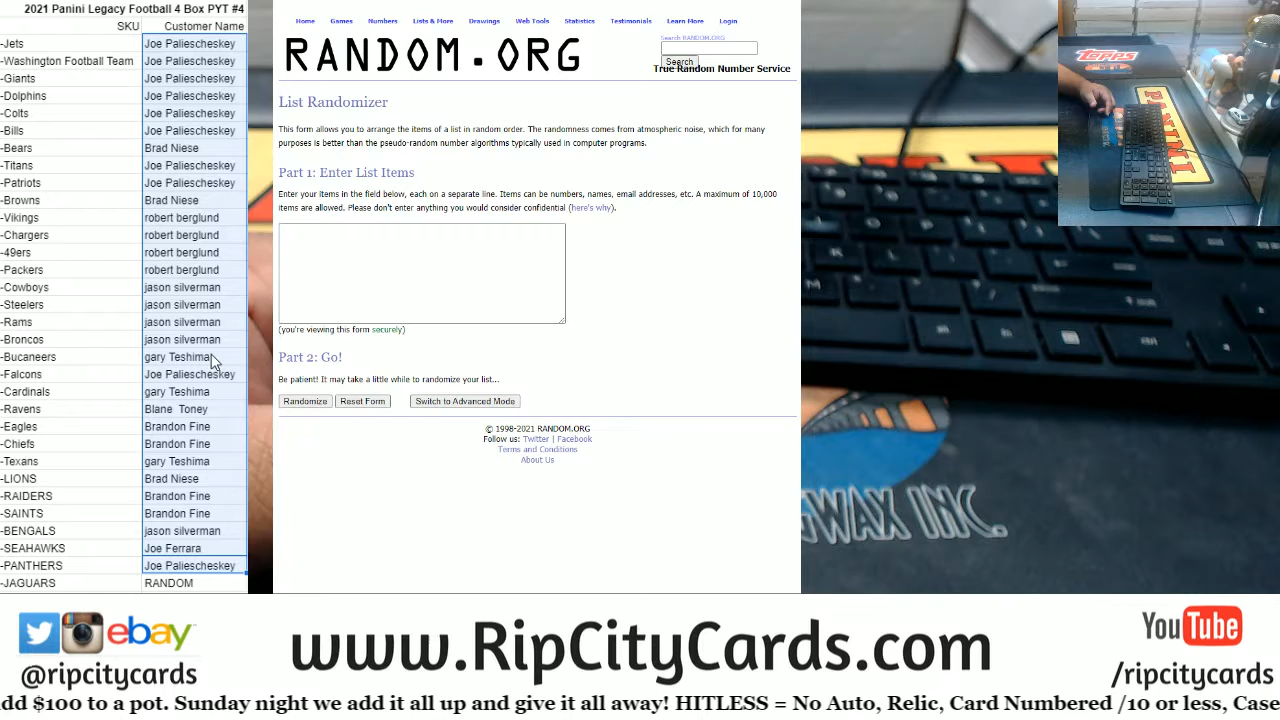 2021 Panini Legacy Football 4 Box PYT #4
SKU Customer Name
-Jets Joe Paliescheskey
-Washington Football Team Joe Paliescheskey
-Giants Joe Paliescheskey
-Dolphins Joe Paliescheskey
-Colts Joe Paliescheskey
-Bills Joe Paliescheskey
-Bears Brad Niese
-Titans Joe Paliescheskey
-Patriots Joe Paliescheskey
-Browns Brad Niese
-Vikings robert berglund
-Chargers robert berglund
-49ers robert berglund
-Packers robert berglund
-Cowboys jason silverman
-Steelers jason silverman
-Rams jason silverman
-Broncos jason silverman
-Bucaneers gary Teshima
-Falcons Joe Paliescheskey
-Cardinals gary Teshima
-Ravens Blane Toney
-Eagles Brandon Fine
-Chiefs Brandon Fine
-Texans gary Teshima
-LIONS Brad Niese
-RAIDERS Brandon Fine
-SAINTS Brandon Fine
-BENGALS jason silverman
-SEAHAWKS Joe Ferrara
-PANTHERS Joe Paliescheskey
-JAGUARS RANDOM
Home Games Numbers Lists & More Drawings Web Tools Statistics Testimonials Learn More Login
RANDOM.ORG
Search RANDOM.ORG
Search
True Random Number Service
List Randomizer
This form allows you to arrange the items of a list in random order. The randomness comes from atmospheric noise, which for many
purposes is better than the pseudo-random number algorithms typically used in computer programs.
Part 1: Enter List Items
Enter your items in the field below, each on a separate line. Items can be numbers, names, email addresses, etc. A maximum of 10,000
items are allowed. Please don't enter anything you would consider confidential (here's why).
(you're viewing this form securely)
Part 2: Go!
Be patient! It may take a little while to randomize your list...
Randomize Reset Form Switch to Advanced Mode
© 1998-2021 RANDOM.ORG
Follow us: Twitter | Facebook
Terms and Conditions
About Us
Topps
PANINI
GWAX INC.
ebay
@ripcitycards
www.RipCityCards.com
YouTube
/ripcitycards
dd $100 to a pot. Sunday night we add it all up and give it all away! HITLESS = No Auto, Relic, Card Numbered /10 or less, Case